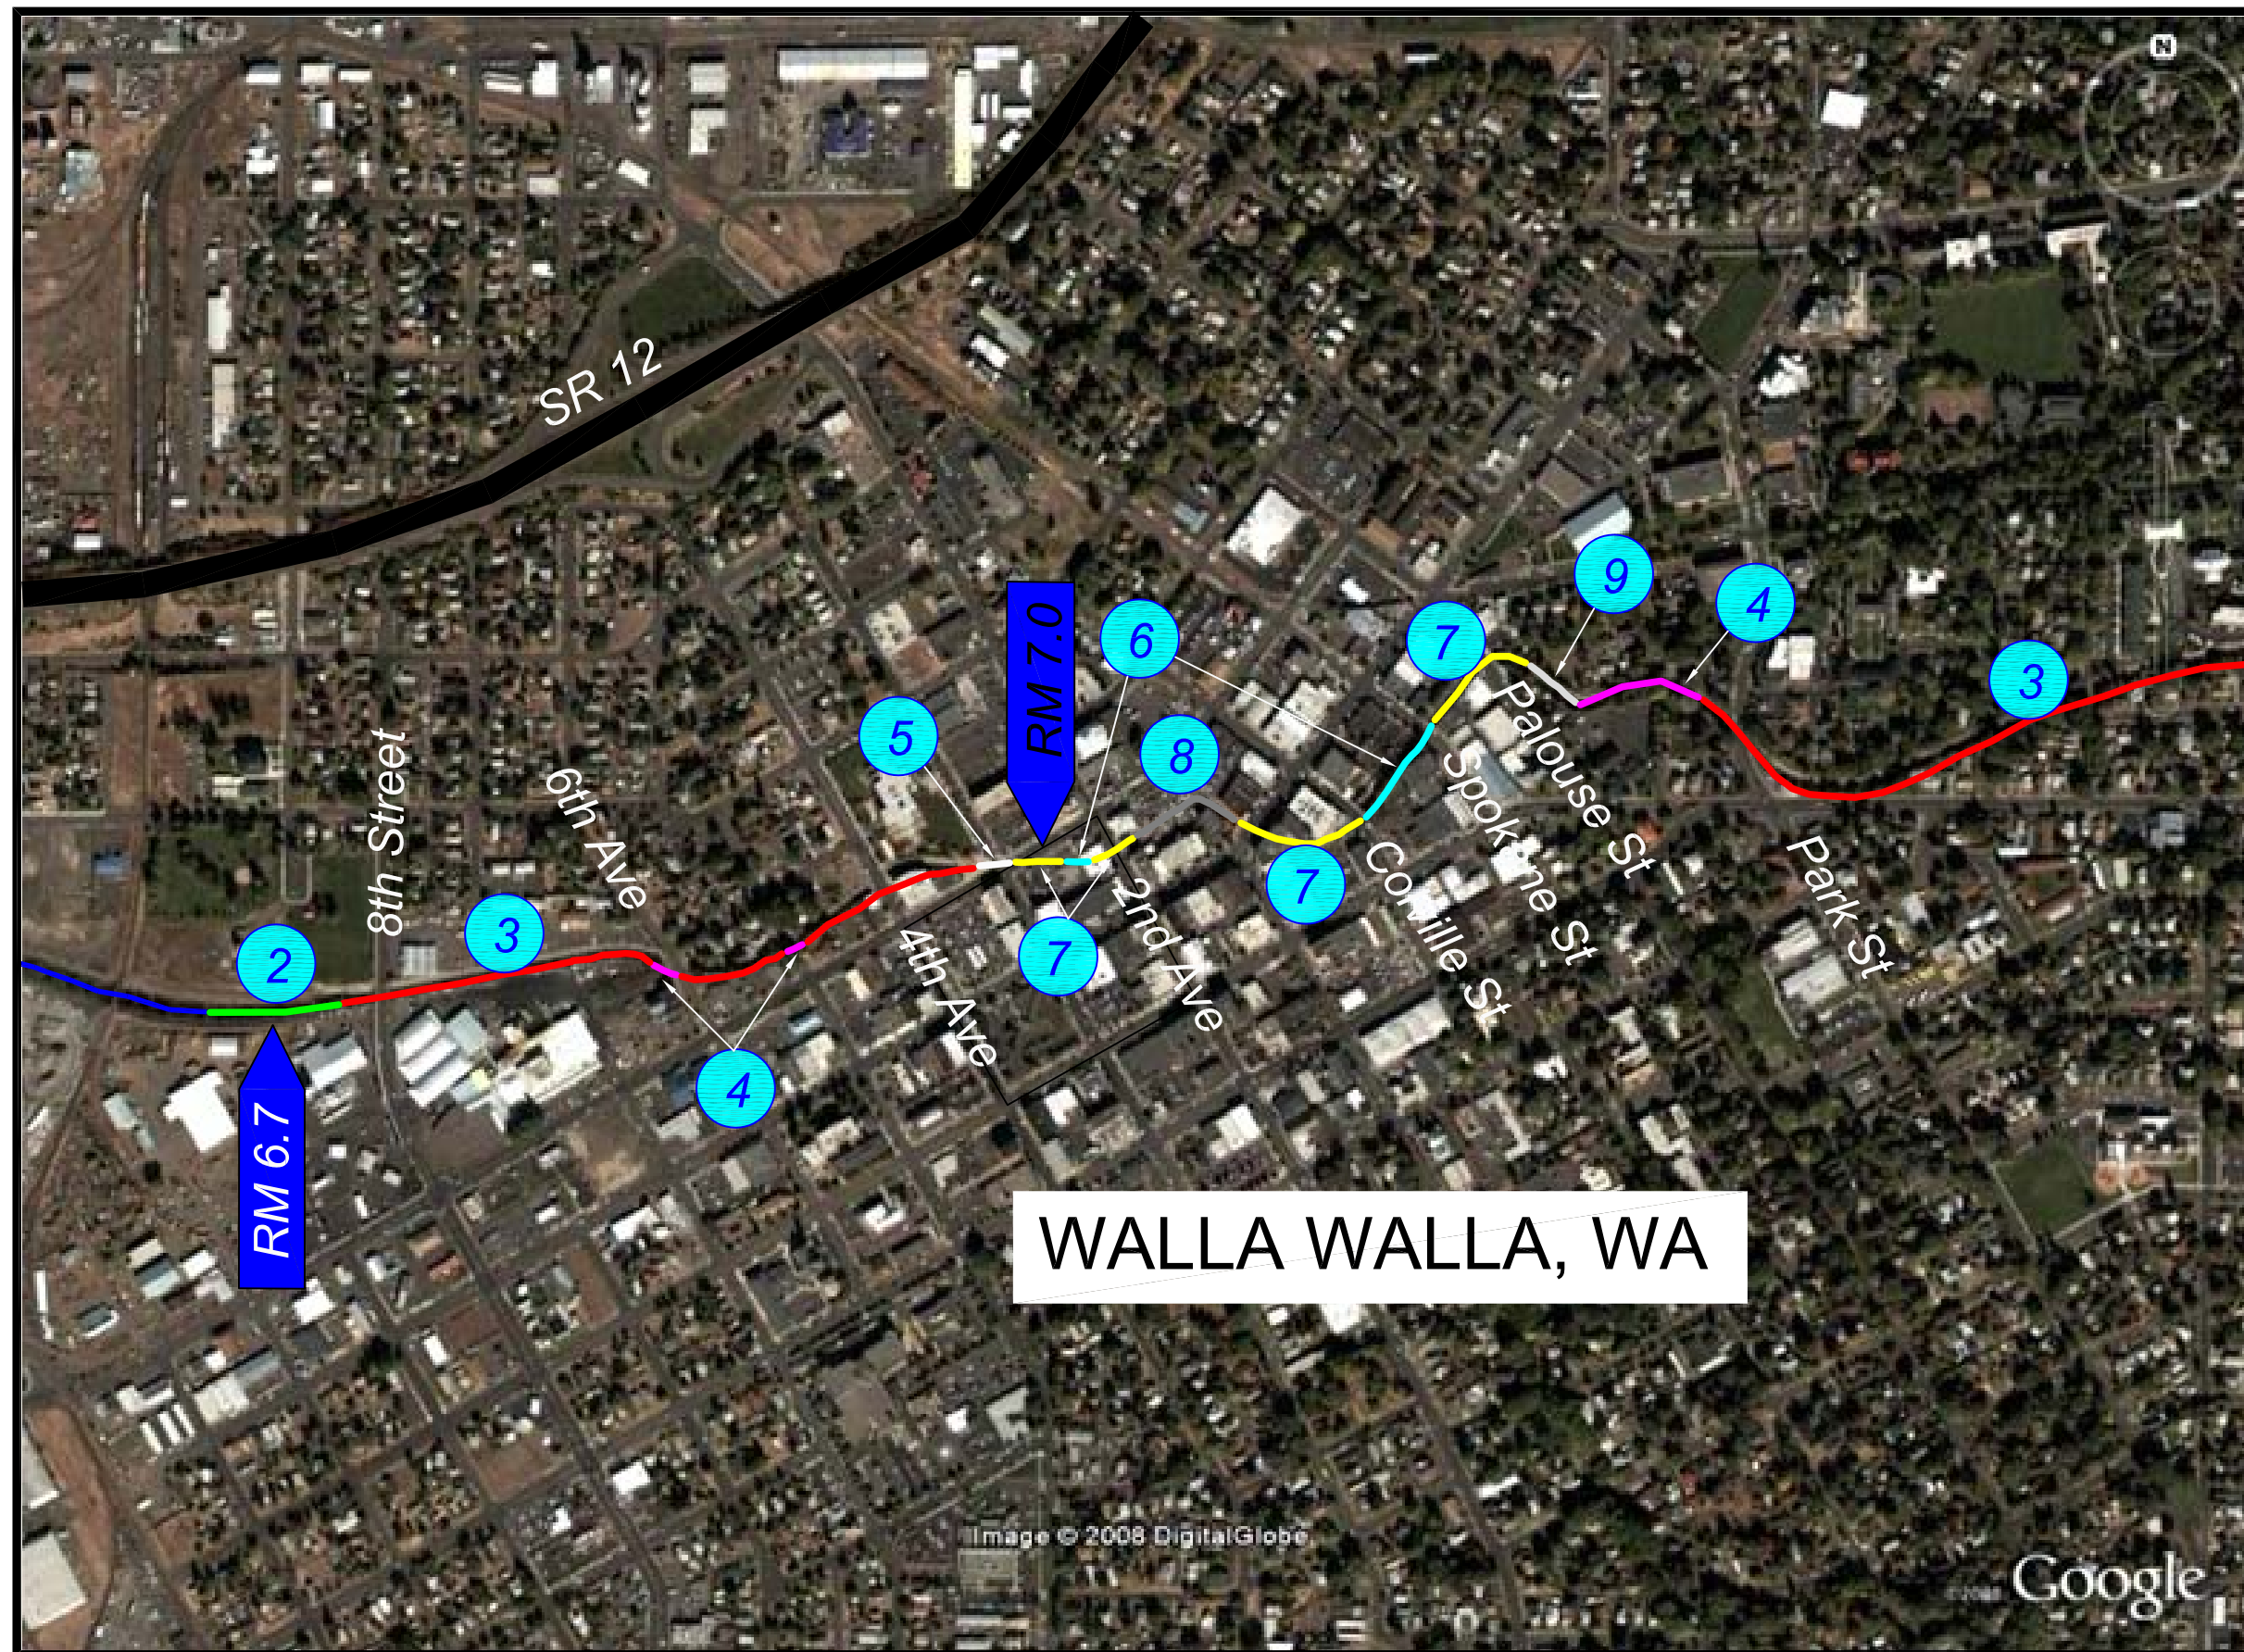 N
SR 12
9
4
6
RM 7.0
7
3
5
8
8th Street
6th Ave
Palouse St
Spokane St
Corville St
Park St
2
3
7
7
2nd Ave
4th Ave
4
RM 6.7
WALLA WALLA, WA
Image © 2008 DigitalGlobe
Google